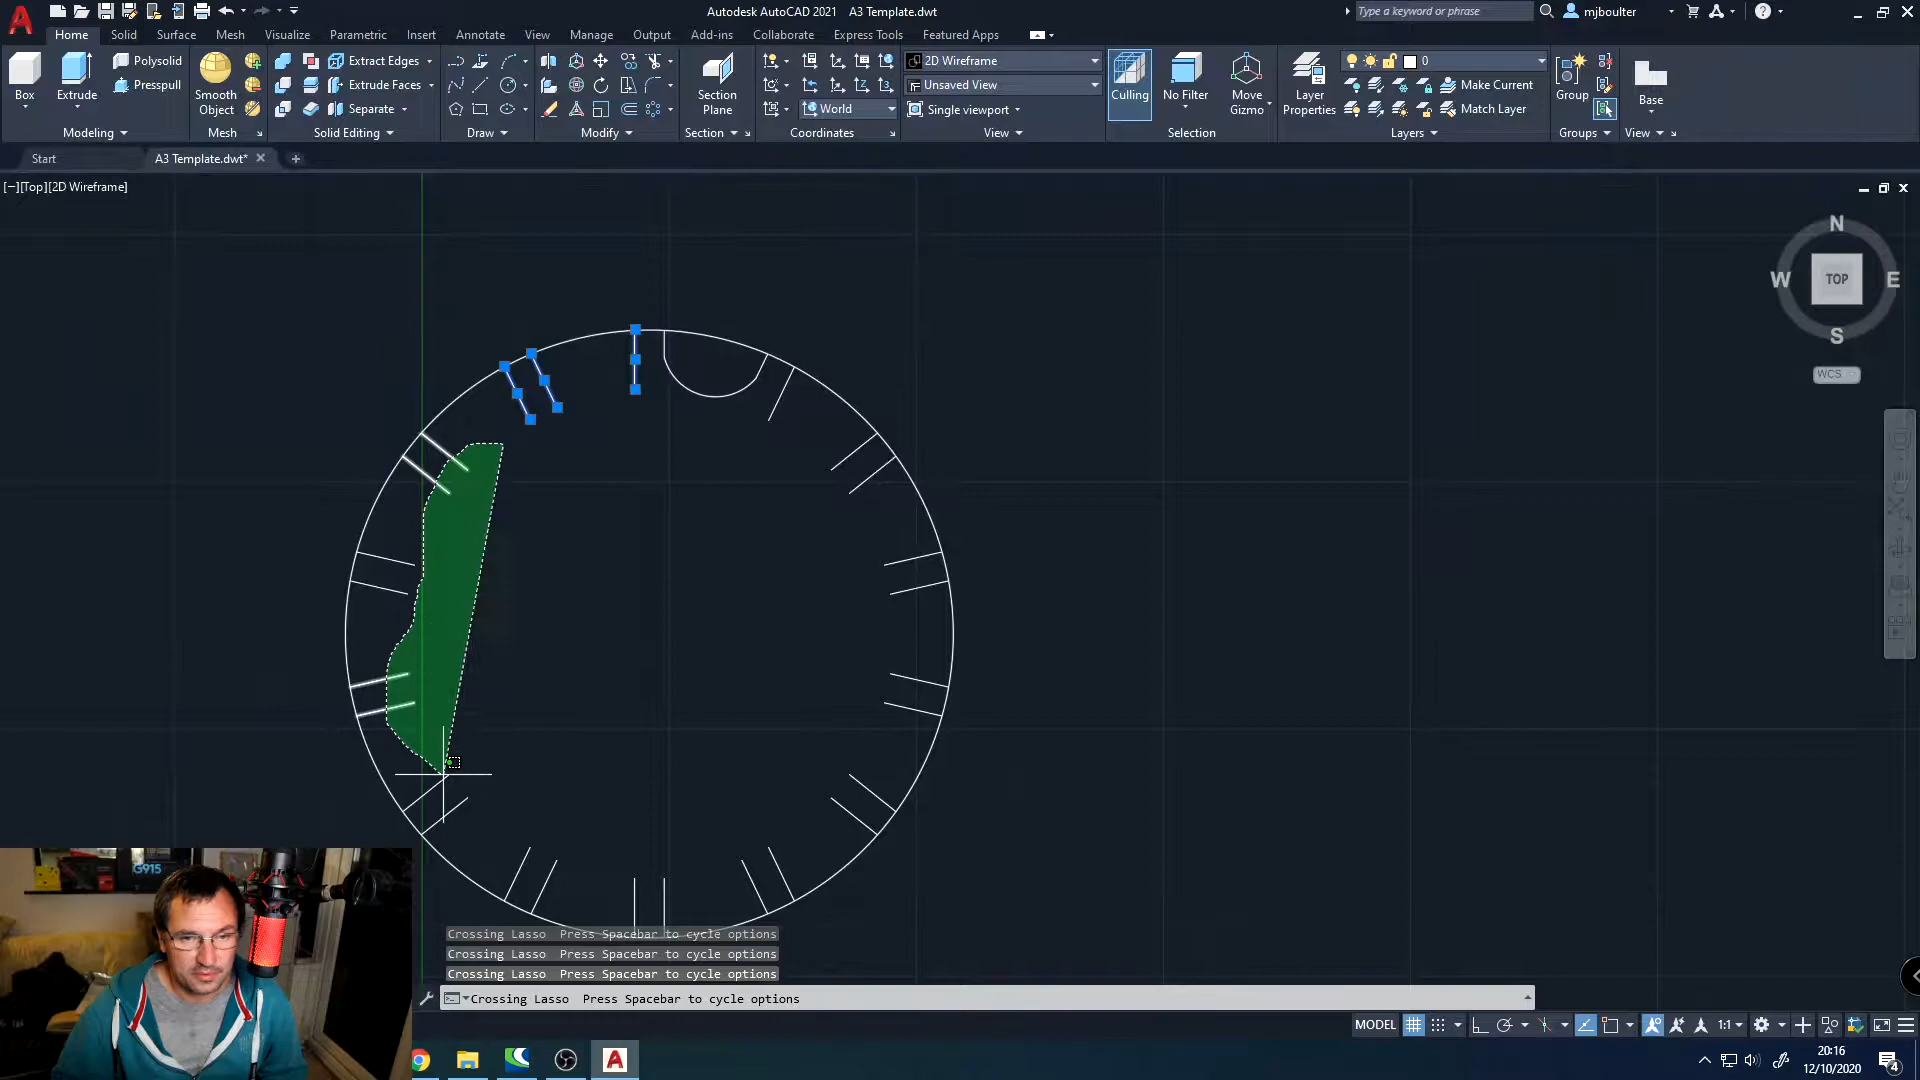 Autodesk AutoCAD 2021 A3 Template.dwt
Type a keyword or phrase
mjboulter
Home Solid Surface Mesh Visualize Parametric Insert Annotate View Manage Output Add-ins Collaborate Express Tools Featured Apps
Box
Extrude
Polysolid
Presspull
Modeling
Smooth
Object
Mesh
Extract Edges
Extrude Faces
Separate
Solid Editing
Draw
Modify
Section
Plane
Section
World
Coordinates
2D Wireframe
Unsaved View
Single viewport
View
Culling
No Filter
Move
Gizmo
Selection
Layer
Properties
0
Make Current
Match Layer
Layers
Group
Groups
Base
View
Start
A3 Template.dwt*
[−][Top][2D Wireframe]
N
W
TOP
E
S
WCS
G915
Crossing Lasso Press Spacebar to cycle options
Crossing Lasso Press Spacebar to cycle options
Crossing Lasso Press Spacebar to cycle options
Crossing Lasso Press Spacebar to cycle options
MODEL
1:1
20:16
12/10/2020
4